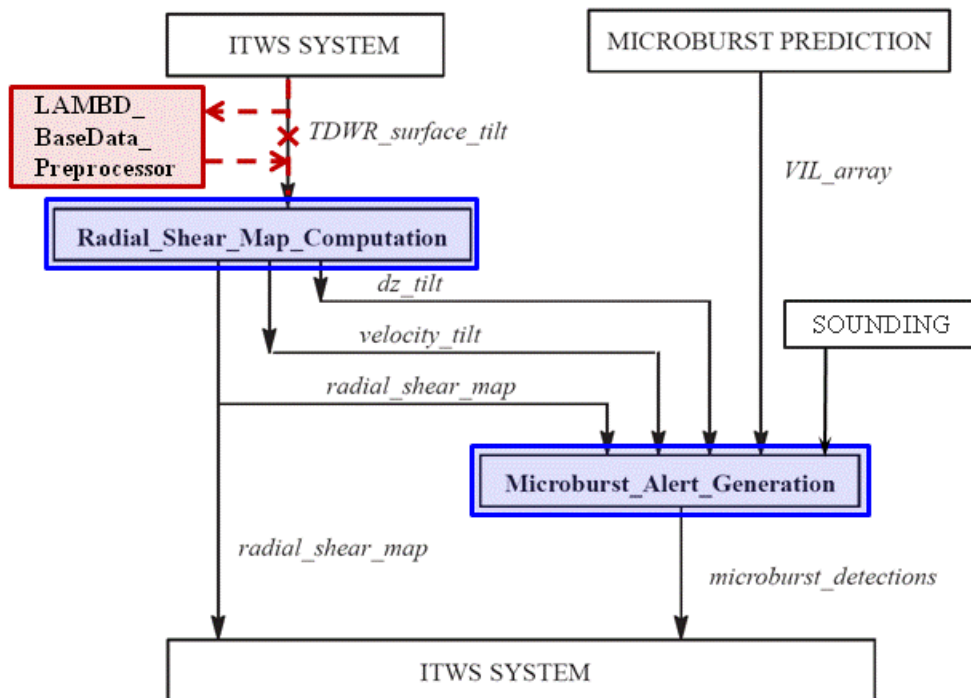 ITWS SYSTEM
MICROBURST PREDICTION
LAMBD_
BaseData_
Preprocessor
TDWR_surface_tilt
VIL_array
Radial_Shear_Map_Computation
dz_tilt
SOUNDING
velocity_tilt
radial_shear_map
Microburst_Alert_Generation
radial_shear_map
microburst_detections
ITWS SYSTEM